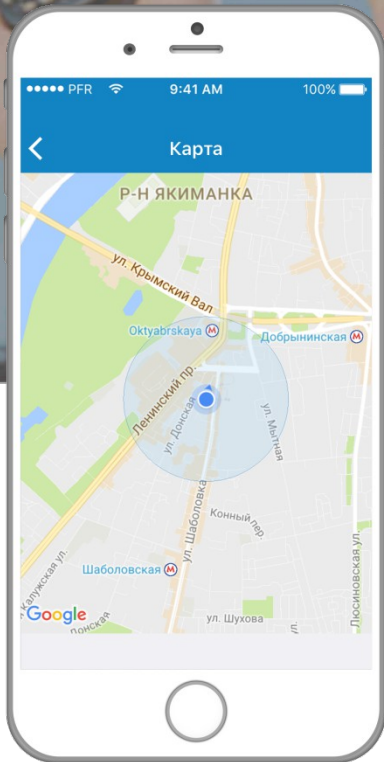 PFR 9:41 AM 100%
Карта
Р-Н ЯКИМАНКА
ул. Крымский Вал
Oktyabrskaya М
Добрынинская М
Ленинский пр.
ул. Донская
ул. Мытная
ул. Шаболовка
Конный пер.
Шаболовская М
Калужская ул.
Люсиновская ул.
Google
Донская
ул. Шухова
ул.